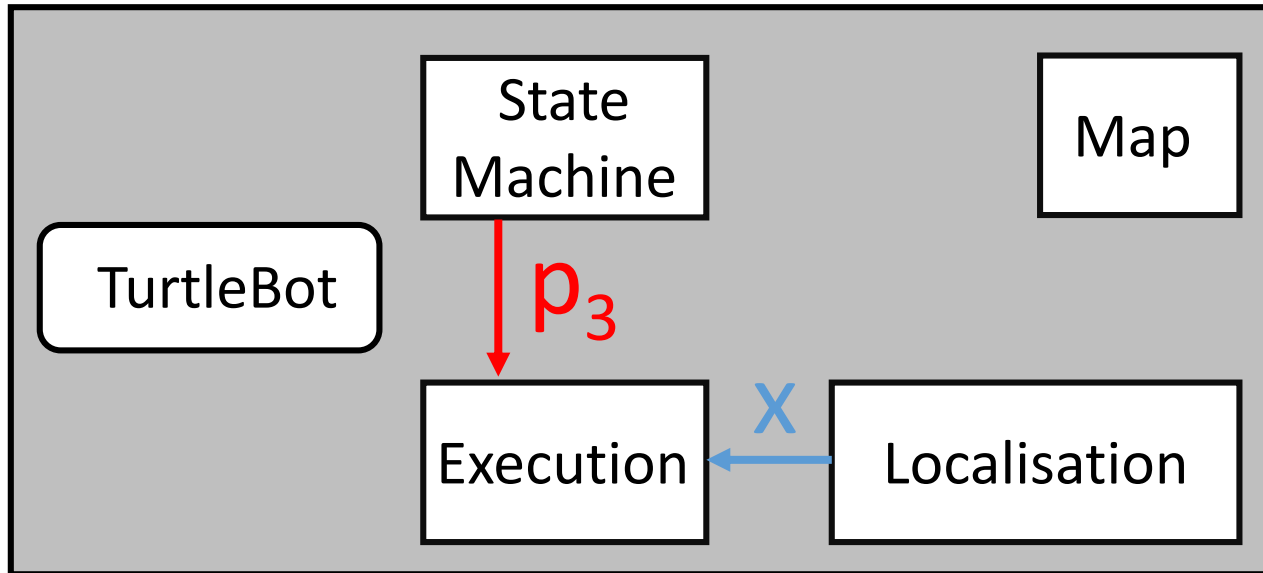 State
Machine
Map
TurtleBot
p₃
Execution
x
Localisation